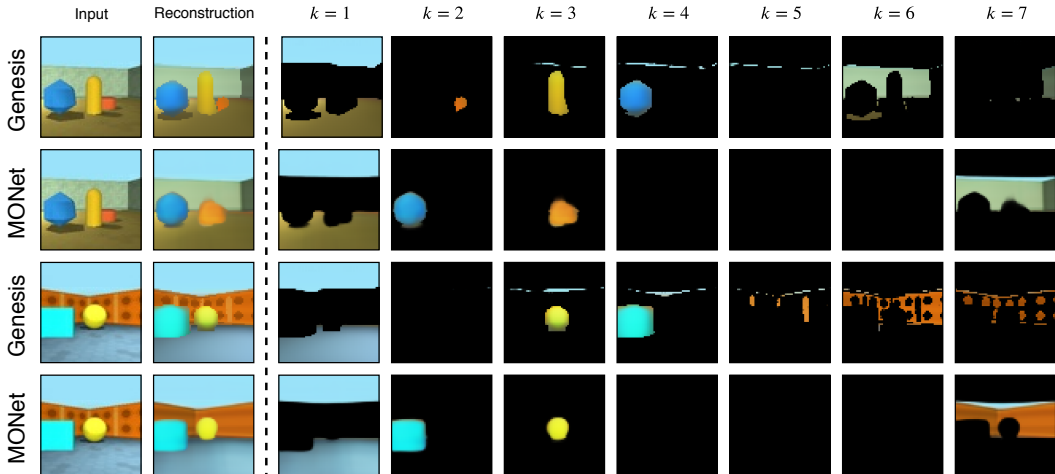 Input Reconstruction k = 1 k = 2 k = 3 k = 4 k = 5 k = 6 k = 7
Genesis
MONet
Genesis
MONet